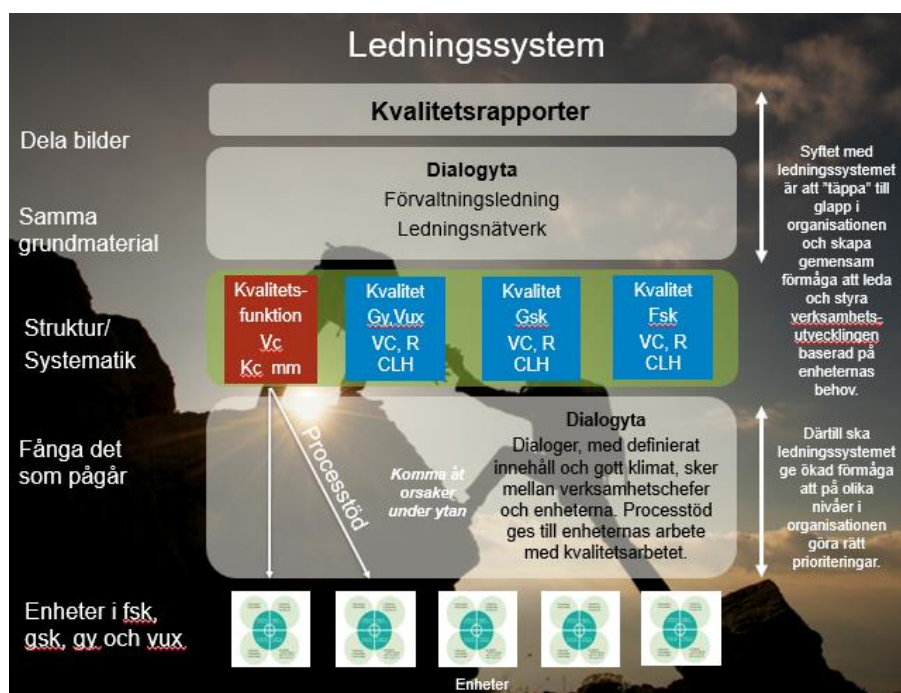 Ledningssystem
Kvalitetsrapporter
Dela bilder
Dialogyta
Förvaltningsledning
Ledningsnätverk
Samma
grundmaterial
Syftet med
ledningssystemet
är att "täppa" till
glapp i
organisationen
och skapa
gemensam
förmåga att leda
och styra
verksamhets-
utvecklingen
baserad på
enheternas
behov.
Struktur/
Systematik
Kvalitets-
funktion
Vc
Kc mm
Kvalitet
Gy,Vux
VC, R
CLH
Kvalitet
Gsk
VC, R
CLH
Kvalitet
Fsk
VC, R
CLH
Fånga det
som pågår
Processtöd
Komma åt
orsaker
under ytan
Dialogyta
Dialoger, med definierat
innehåll och gott klimat, sker
mellan verksamhetschefer
och enheterna. Processtöd
ges till enheternas arbete
med kvalitetsarbetet.
Därtill ska
ledningssystemet
ge ökad förmåga
att på olika
nivåer i
organisationen
göra rätt
prioriteringar.
Enheter i fsk,
gsk, gy och vux
Enheter